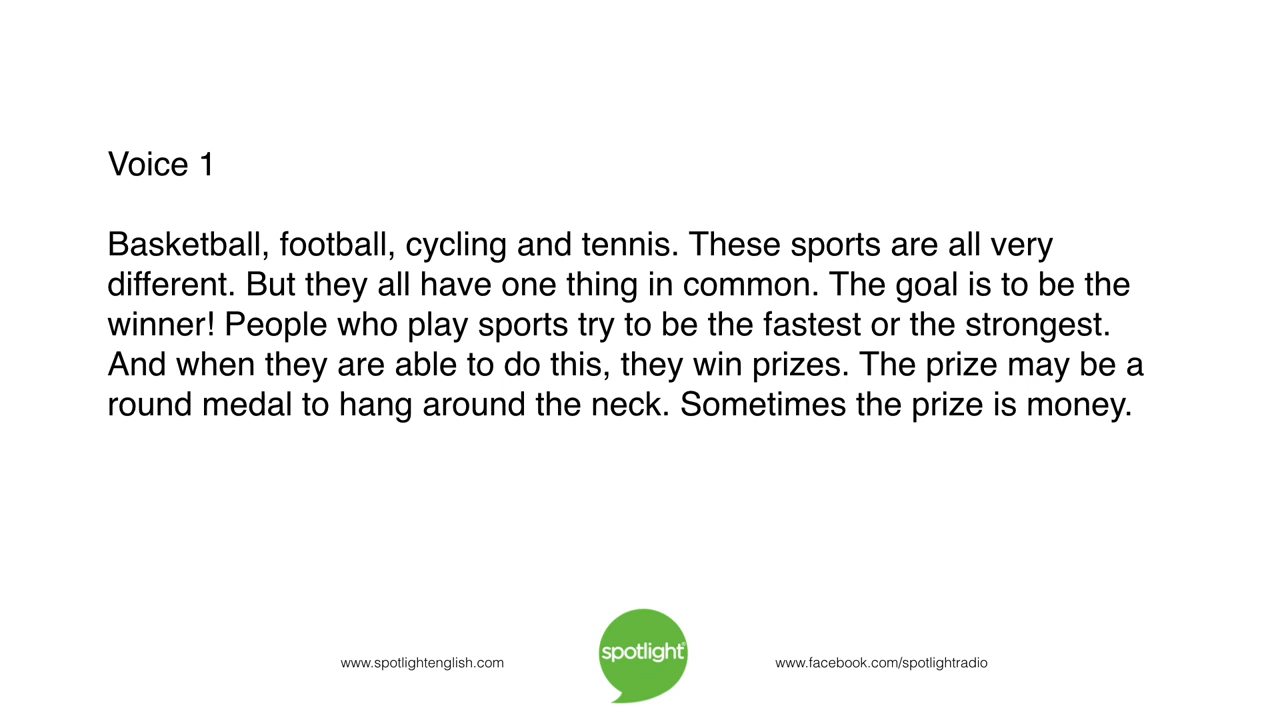 Voice 1
Basketball, football, cycling and tennis. These sports are all very
different. But they all have one thing in common. The goal is to be the
winner! People who play sports try to be the fastest or the strongest.
And when they are able to do this, they win prizes. The prize may be a
round medal to hang around the neck. Sometimes the prize is money.
www.spotlightenglish.com
spotlight
www.facebook.com/spotlightradio